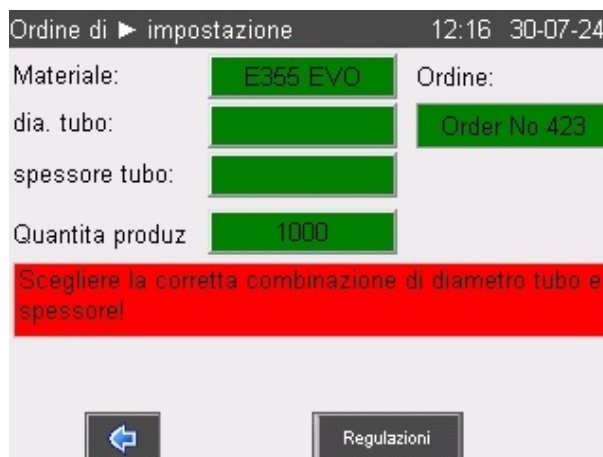 Ordine di ► impostazione 12:16 30-07-24
Materiale: E355 EVO Ordine:
dia. tubo: Order No 423
spessore tubo:
Quantita produz 1000
Scegliere la corretta combinazione di diametro tubo e
spessore!
Regulazioni